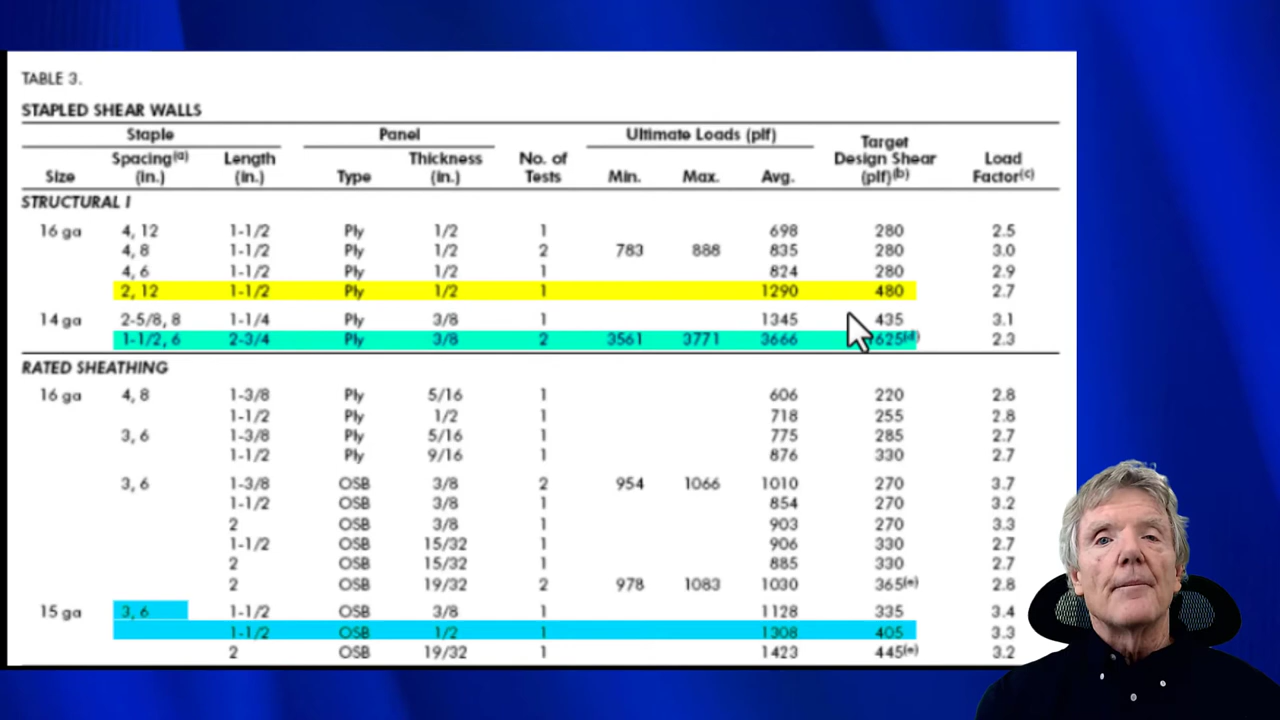 TABLE 3.
STAPLED SHEAR WALLS
Staple Panel Ultimate Loads (plf) Target
Spacing(a) Length Thickness No. of Design Shear Load
Size (in.) (in.) Type (in.) Tests Min. Max. Avg. (plf)(b) Factor(c)
STRUCTURAL I
16 ga 4, 12 1-1/2 Ply 1/2 1 698 280 2.5
4, 8 1-1/2 Ply 1/2 2 783 888 835 280 3.0
4, 6 1-1/2 Ply 1/2 1 824 280 2.9
2, 12 1-1/2 Ply 1/2 1 1290 480 2.7
14 ga 2-5/8, 8 1-1/4 Ply 3/8 1 1345 435 3.1
1-1/2, 6 2-3/4 Ply 3/8 2 3561 3771 3666 625(d) 2.3
RATED SHEATHING
16 ga 4, 8 1-3/8 Ply 5/16 1 606 220 2.8
1-1/2 Ply 1/2 1 718 255 2.8
3, 6 1-3/8 Ply 5/16 1 775 285 2.7
1-1/2 Ply 9/16 1 876 330 2.7
3, 6 1-3/8 OSB 3/8 2 954 1066 1010 270 3.7
1-1/2 OSB 3/8 1 854 270 3.2
2 OSB 3/8 1 903 270 3.3
1-1/2 OSB 15/32 1 906 330 2.7
2 OSB 15/32 1 885 330 2.7
2 OSB 19/32 2 978 1083 1030 365(e) 2.8
15 ga 3, 6 1-1/2 OSB 3/8 1 1128 335 3.4
1-1/2 OSB 1/2 1 1308 405 3.3
2 OSB 19/32 1 1423 445(e) 3.2